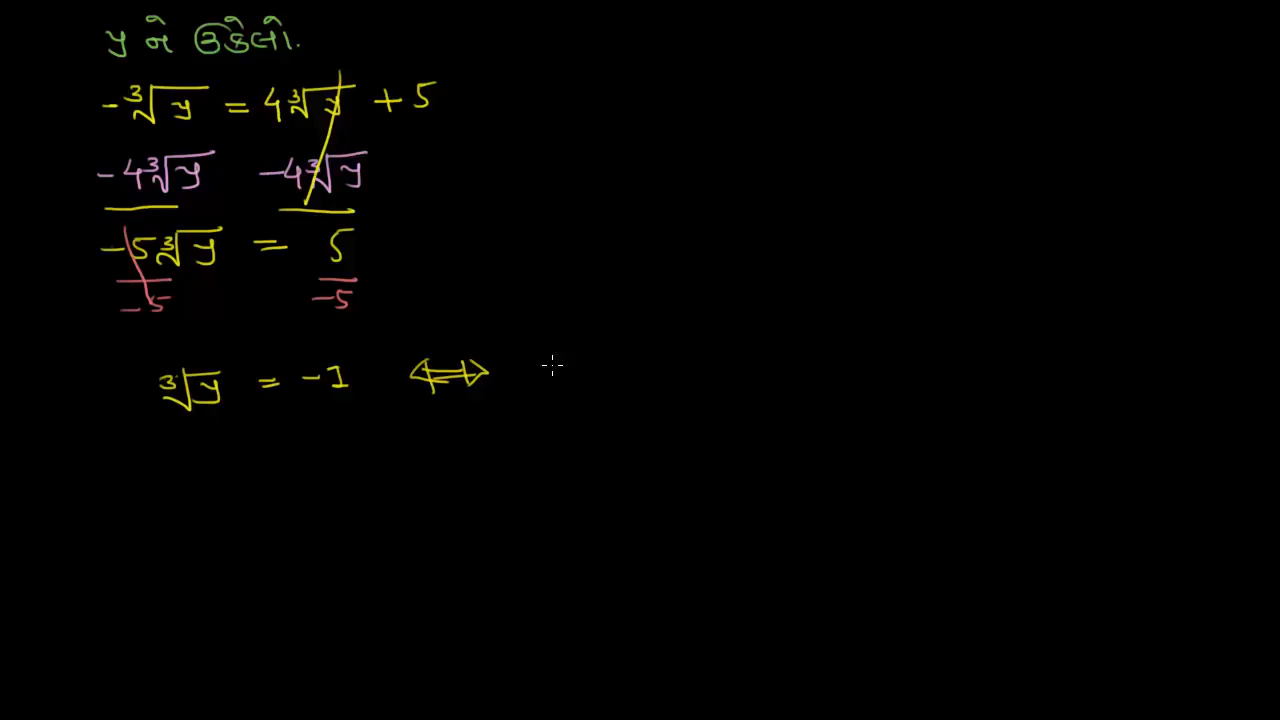 y ને ઉકેલો.
-∛y = 4∛y + 5
-4∛y -4∛y
-5∛y = 5
-5 -5
∛y = -1 ⟺